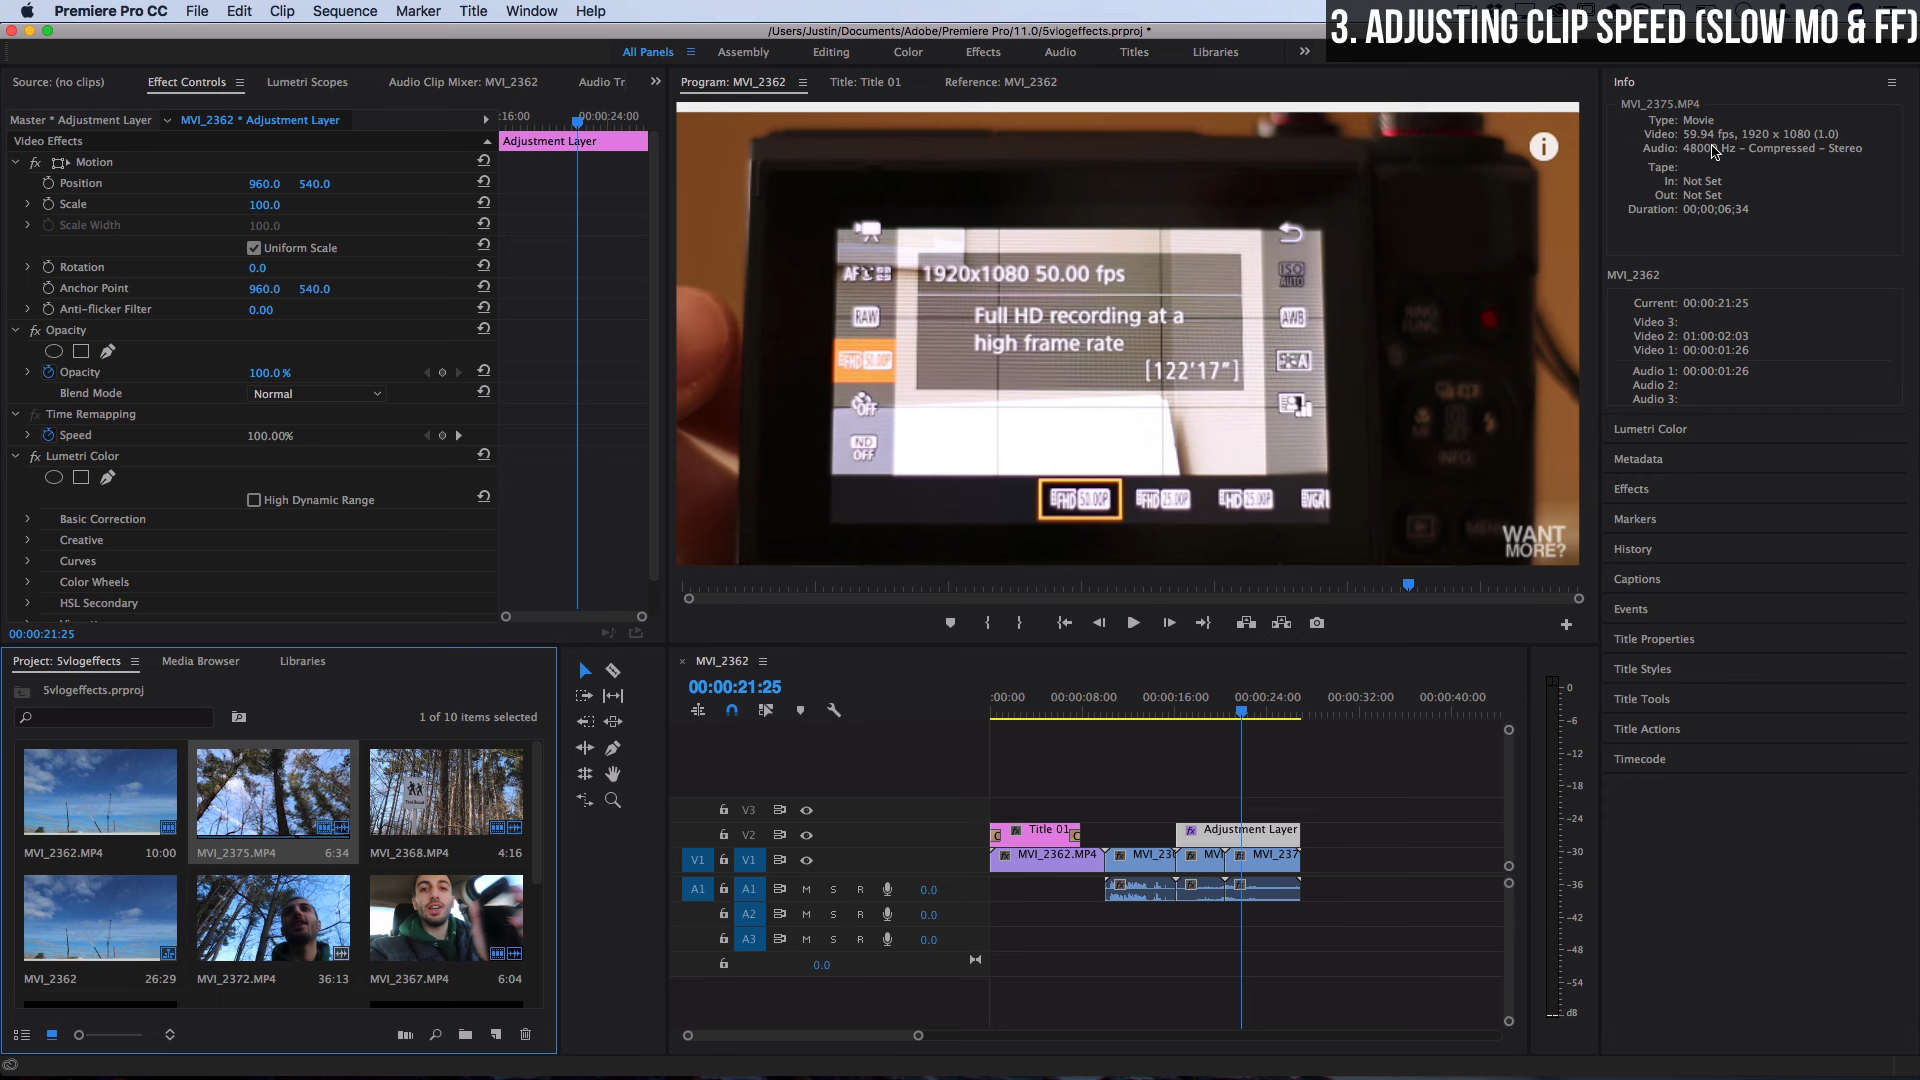 Premiere Pro CC File Edit Clip Sequence Marker Title Window Help
3. ADJUSTING CLIP SPEED (SLOW MO & FF)
/Users/Justin/Documents/Adobe/Premiere Pro/11.0/5vlogeffects.prproj *
All Panels Assembly Editing Color Effects Audio Titles Libraries
Source: (no clips) Effect Controls Lumetri Scopes Audio Clip Mixer: MVI_2362 Audio Tr
Program: MVI_2362 Title: Title 01 Reference: MVI_2362
Master * Adjustment Layer MVI_2362 * Adjustment Layer
:16:00 00:00:24:00
Video Effects
Adjustment Layer
Motion
Position 960.0 540.0
Scale 100.0
Scale Width 100.0
Uniform Scale
Rotation 0.0
Anchor Point 960.0 540.0
Anti-flicker Filter 0.00
Opacity
Opacity 100.0 %
Blend Mode Normal
Time Remapping
Speed 100.00%
Lumetri Color
High Dynamic Range
Basic Correction
Creative
Curves
Color Wheels
HSL Secondary
00:00:21:25
1920x1080 50.00 fps
Full HD recording at a
high frame rate
[122'17"]
RAW
OFF
ND
OFF
ISO
AUTO
AWB
RING
FUNC
INFO.
FHD 50.00P FHD 25.00P HD 25.00P
WANT
MORE?
Info
MVI_2375.MP4
Type: Movie
Video: 59.94 fps, 1920 x 1080 (1.0)
Audio: 48000 Hz – Compressed – Stereo
Tape:
In: Not Set
Out: Not Set
Duration: 00;00;06;34
MVI_2362
Current: 00:00:21:25
Video 3:
Video 2: 01:00:02:03
Video 1: 00:00:01:26
Audio 1: 00:00:01:26
Audio 2:
Audio 3:
Lumetri Color
Metadata
Effects
Markers
History
Captions
Events
Title Properties
Title Styles
Title Tools
Title Actions
Timecode
Project: 5vlogeffects Media Browser Libraries
5vlogeffects.prproj
1 of 10 items selected
MVI_2362.MP4 10:00
MVI_2375.MP4 6:34
MVI_2368.MP4 4:16
MVI_2362 26:29
MVI_2372.MP4 36:13
MVI_2367.MP4 6:04
MVI_2362
00:00:21:25
:00:00 00:00:08:00 00:00:16:00 00:00:24:00 00:00:32:00 00:00:40:00
V3
V2
Title 01 Adjustment Layer
V1 V1
MVI_2362.MP4 MVI_236 MVI MVI_237
A1 A1 M S R 0.0
A2 M S R 0.0
A3 M S R 0.0
0.0
0
-6
-12
-18
-24
-30
-36
-42
-48
-54
dB